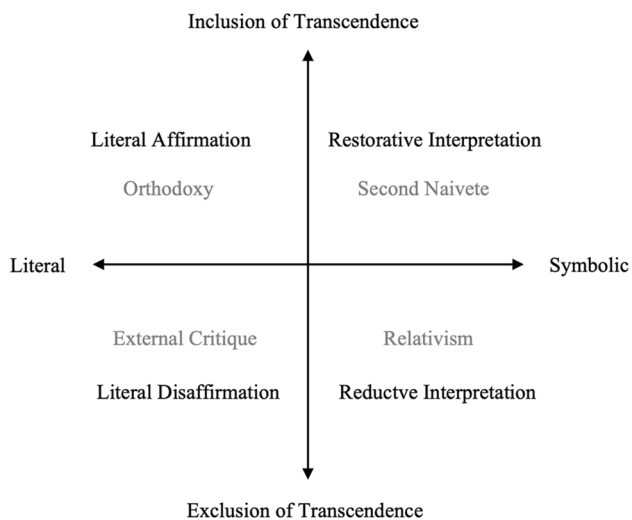 Inclusion of Transcendence
Literal Affirmation
Restorative Interpretation
Orthodoxy
Second Naivete
Literal
Symbolic
External Critique
Relativism
Literal Disaffirmation
Reductve Interpretation
Exclusion of Transcendence